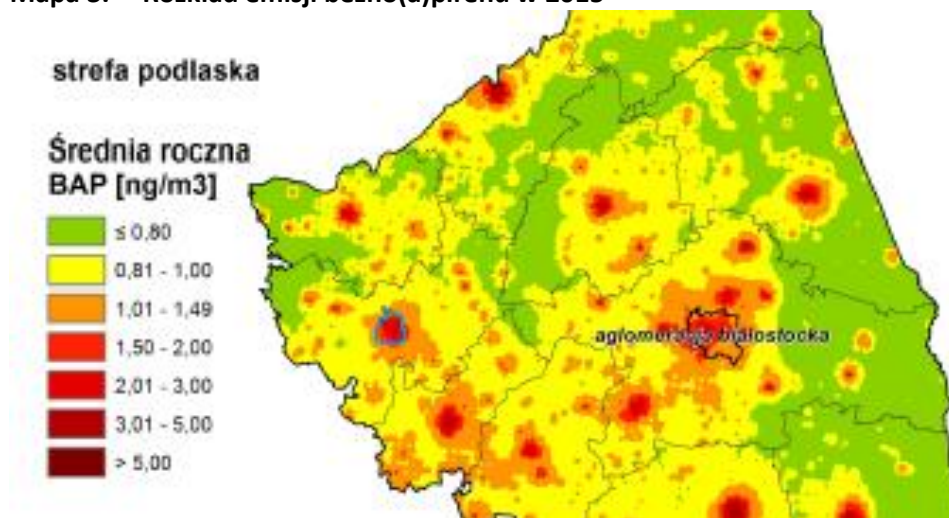 strefa podlaska
Średnia roczna
BAP [ng/m3]
≤ 0,80
0,81 - 1,00
1,01 - 1,49
1,50 - 2,00
2,01 - 3,00
3,01 - 5,00
> 5,00
aglomeracja białostocka